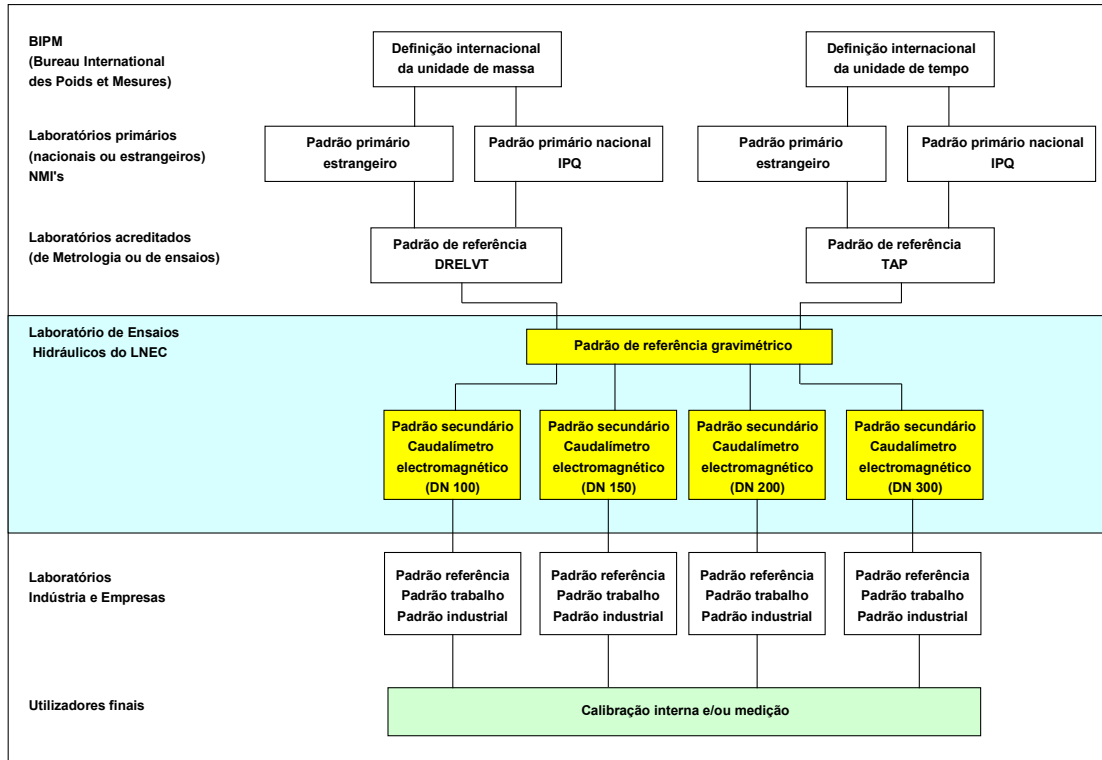 BIPM
(Bureau International
des Poids et Mesures)
Definição internacional
da unidade de massa
Definição internacional
da unidade de tempo
Laboratórios primários
(nacionais ou estrangeiros)
NMI's
Padrão primário
estrangeiro
Padrão primário nacional
IPQ
Padrão primário
estrangeiro
Padrão primário nacional
IPQ
Laboratórios acreditados
(de Metrologia ou de ensaios)
Padrão de referência
DRELVT
Padrão de referência
TAP
Laboratório de Ensaios
Hidráulicos do LNEC
Padrão de referência gravimétrico
Padrão secundário
Caudalímetro
electromagnético
(DN 100)
Padrão secundário
Caudalímetro
electromagnético
(DN 150)
Padrão secundário
Caudalímetro
electromagnético
(DN 200)
Padrão secundário
Caudalímetro
electromagnético
(DN 300)
Laboratórios
Indústria e Empresas
Padrão referência
Padrão trabalho
Padrão industrial
Padrão referência
Padrão trabalho
Padrão industrial
Padrão referência
Padrão trabalho
Padrão industrial
Padrão referência
Padrão trabalho
Padrão industrial
Utilizadores finais
Calibração interna e/ou medição